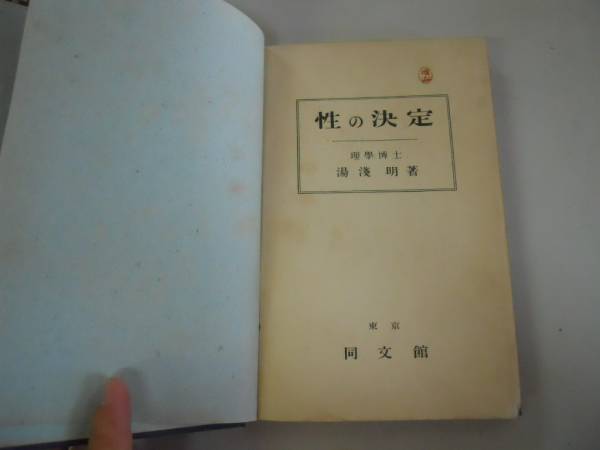 性の決定
理學博士
湯淺明著
東京
同文館